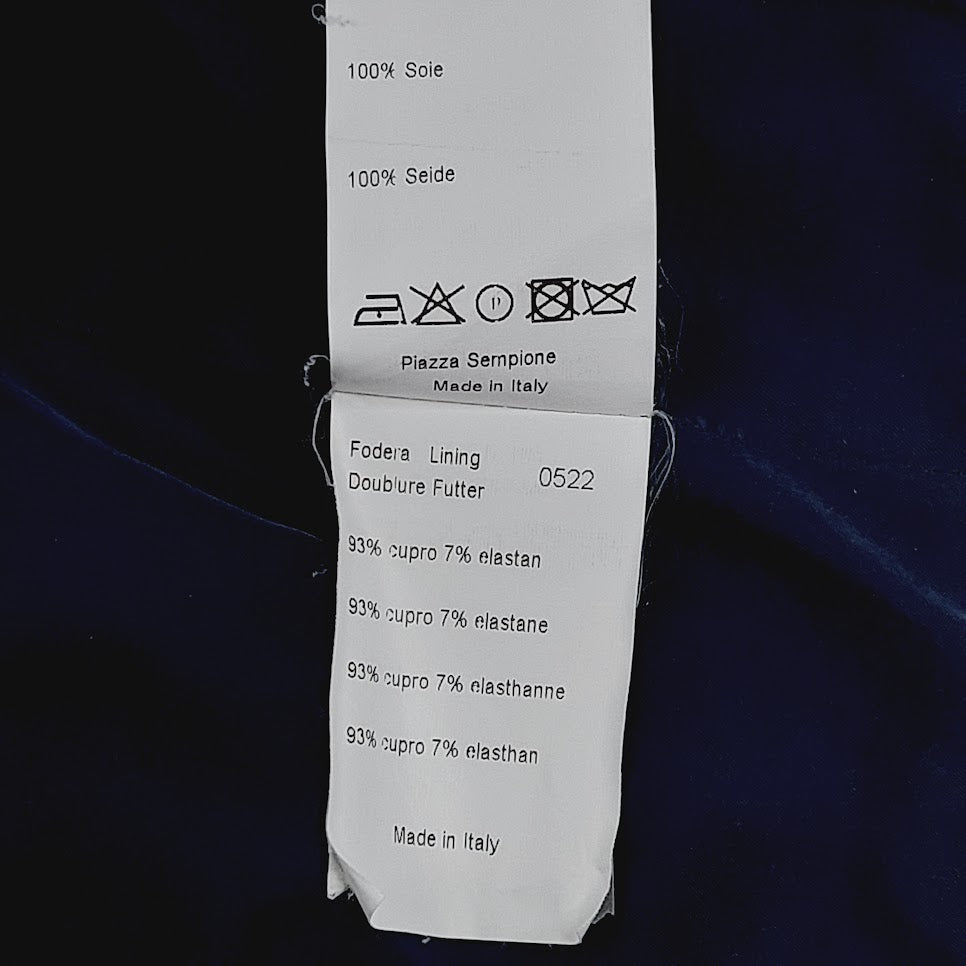 100% Soie
100% Seide
P
Piazza Sempione
Made in Italy
Fodera Lining 0522
Doublure Futter
93% cupro 7% elastan
93% cupro 7% elastane
93% cupro 7% elasthanne
93% cupro 7% elasthan
Made in Italy